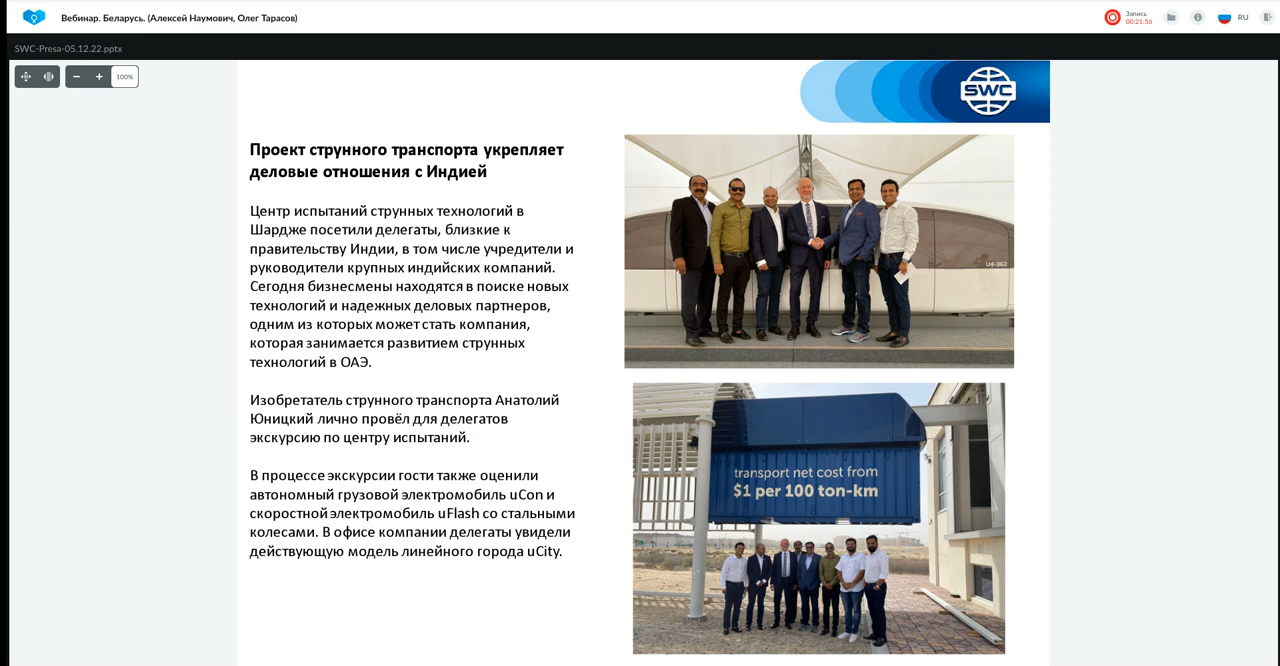 Вебинар. Беларусь. (Алексей Наумович, Олег Тарасов)
Запись
00:21:56
RU
SWC-Presa-05.12.22.pptx
100%
SWC
Проект струнного транспорта укрепляет
деловые отношения с Индией
Центр испытаний струнных технологий в
Шардже посетили делегаты, близкие к
правительству Индии, в том числе учредители и
руководители крупных индийских компаний.
Сегодня бизнесмены находятся в поиске новых
технологий и надежных деловых партнеров,
одним из которых может стать компания,
которая занимается развитием струнных
технологий в ОАЭ.
Изобретатель струнного транспорта Анатолий
Юницкий лично провёл для делегатов
экскурсию по центру испытаний.
В процессе экскурсии гости также оценили
автономный грузовой электромобиль uCon и
скоростной электромобиль uFlash со стальными
колесами. В офисе компании делегаты увидели
действующую модель линейного города uCity.
U4-362
transport net cost from
$1 per 100 ton-km